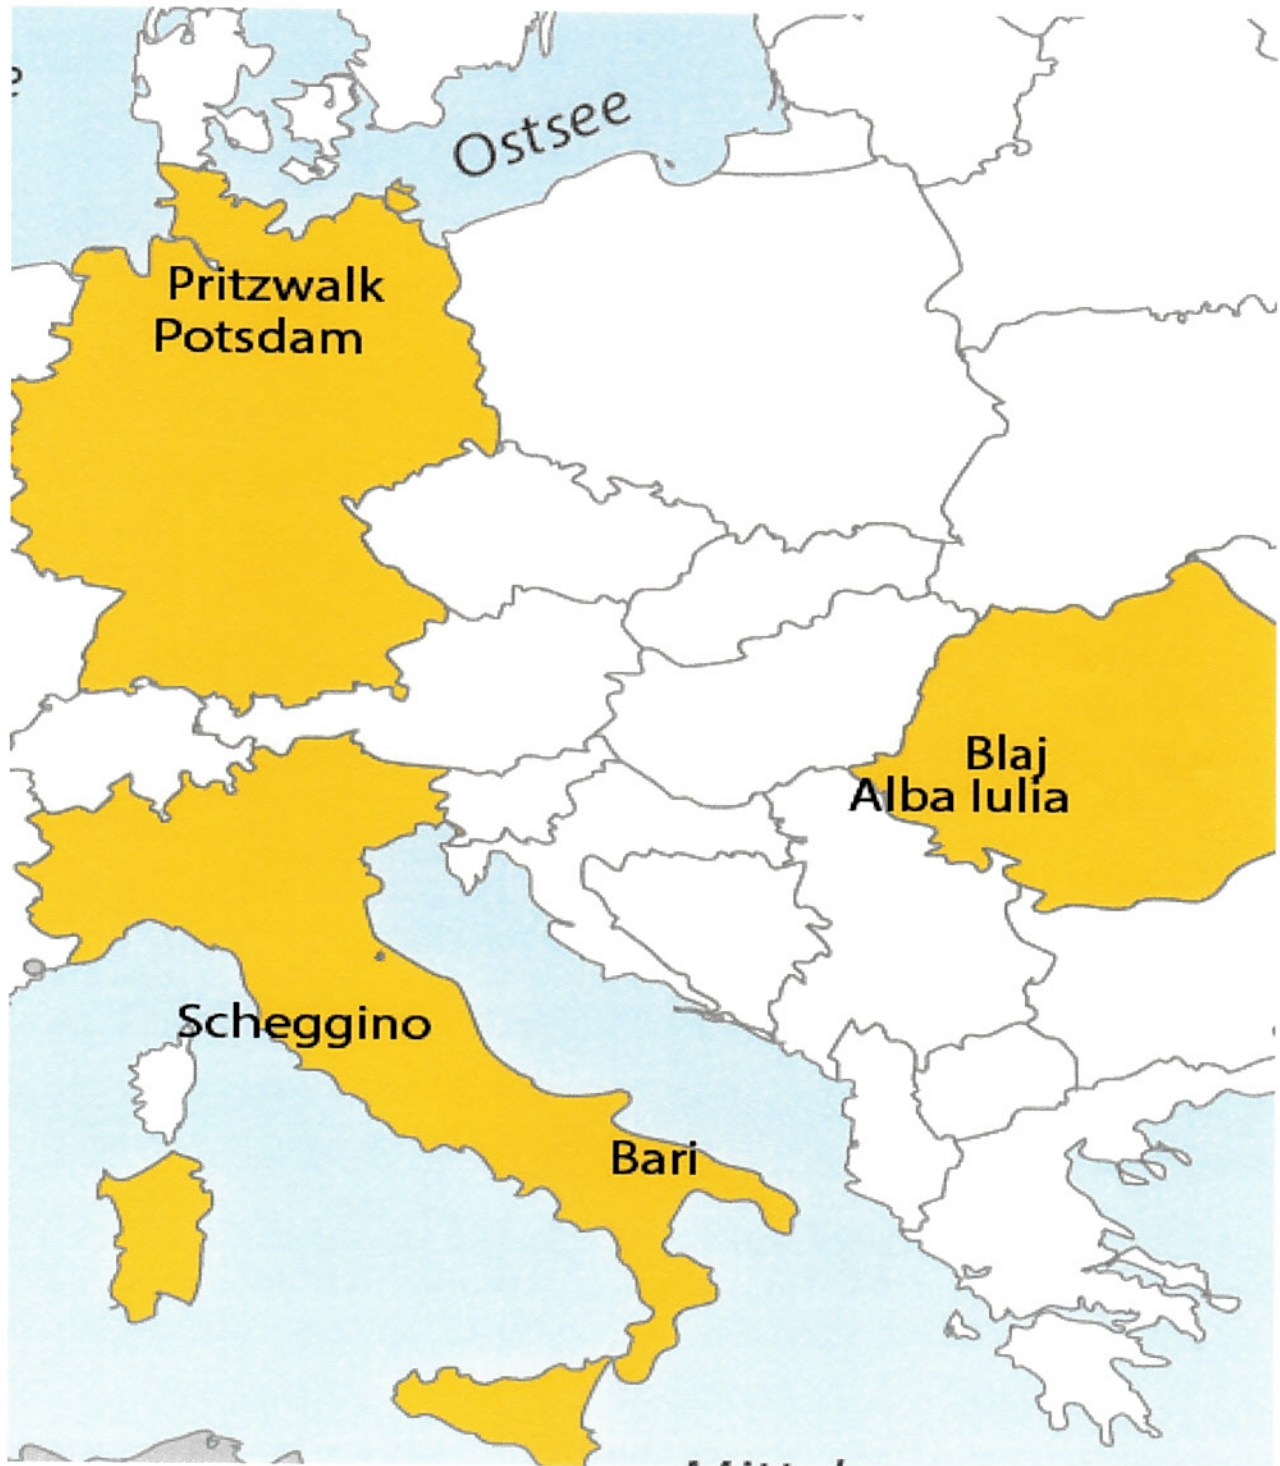 Ostsee
Pritzwalk
Potsdam
Blaj
Alba Iulia
Scheggino
Bari